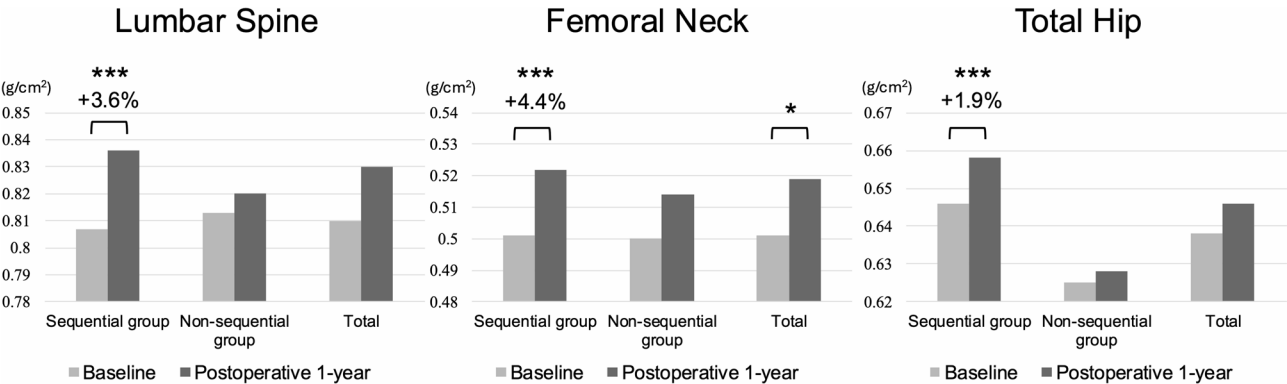 Lumbar Spine
(g/cm²)
***
+3.6%
0.85
0.84
0.83
0.82
0.81
0.8
0.79
0.78
Sequential group
Non-sequential
group
Total
Baseline
Postoperative 1-year
Femoral Neck
(g/cm²)
***
+4.4%
*
0.54
0.53
0.52
0.51
0.5
0.49
0.48
Sequential group
Non-sequential
group
Total
Baseline
Postoperative 1-year
Total Hip
(g/cm²)
***
+1.9%
0.67
0.66
0.65
0.64
0.63
0.62
Sequential group
Non-sequential
group
Total
Baseline
Postoperative 1-year